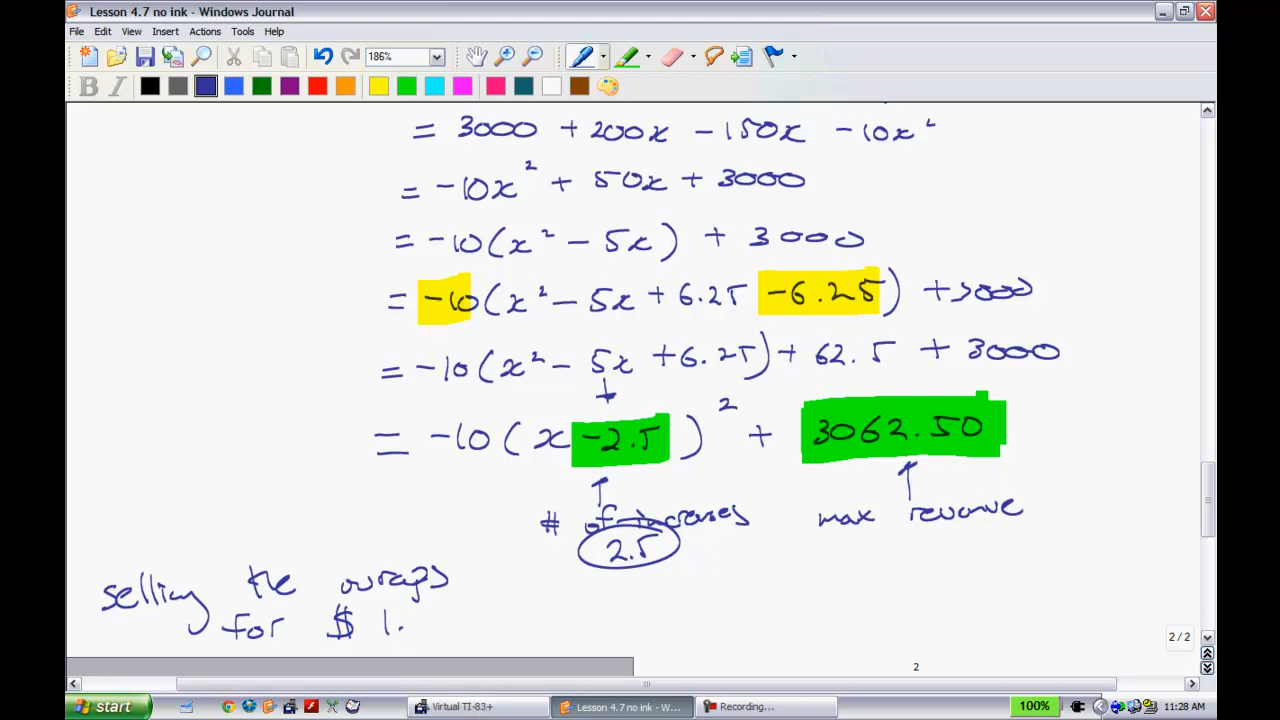 Lesson 4.7 no ink - Windows Journal
File Edit View Insert Actions Tools Help
186%
B I
= 3000 + 200x - 150x - 10x²
= -10x² + 50x + 3000
= -10(x² - 5x) + 3000
= -10(x² - 5x + 6.25 -6.25) + 3000
= -10(x² - 5x + 6.25) + 62.5 + 3000
= -10(x -2.5)² + 3062.50
# of increases max revenue
2.5
selling the wraps
for $ 1.
2/2
2
start Virtual TI-83+ Lesson 4.7 no ink - W... Recording... 100% 11:28 AM